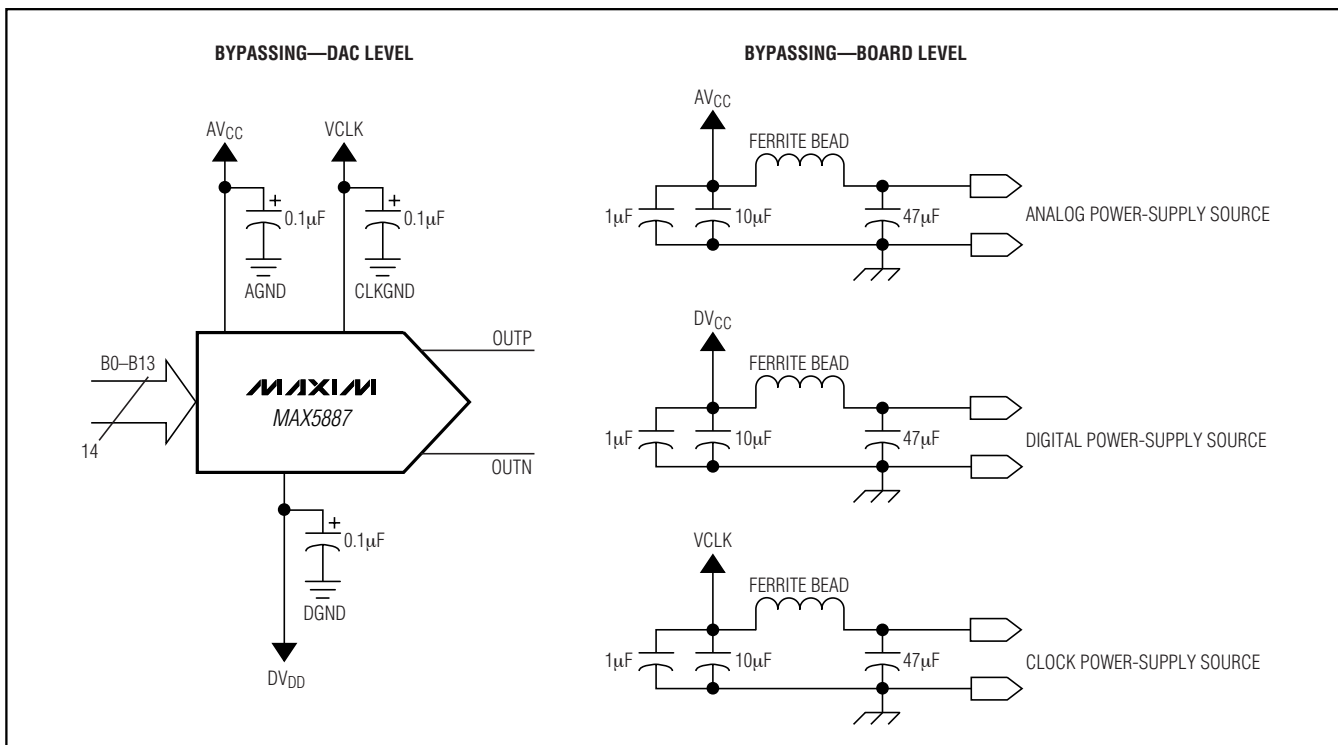 BYPASSING—DAC LEVEL
AVCC
VCLK
+
0.1µF
+
0.1µF
AGND
CLKGND
B0–B13
14
MAXIM
MAX5887
OUTP
OUTN
+
0.1µF
DGND
DVDD
BYPASSING—BOARD LEVEL
AVCC
FERRITE BEAD
1µF
10µF
47µF
ANALOG POWER-SUPPLY SOURCE
DVCC
FERRITE BEAD
1µF
10µF
47µF
DIGITAL POWER-SUPPLY SOURCE
VCLK
FERRITE BEAD
1µF
10µF
47µF
CLOCK POWER-SUPPLY SOURCE